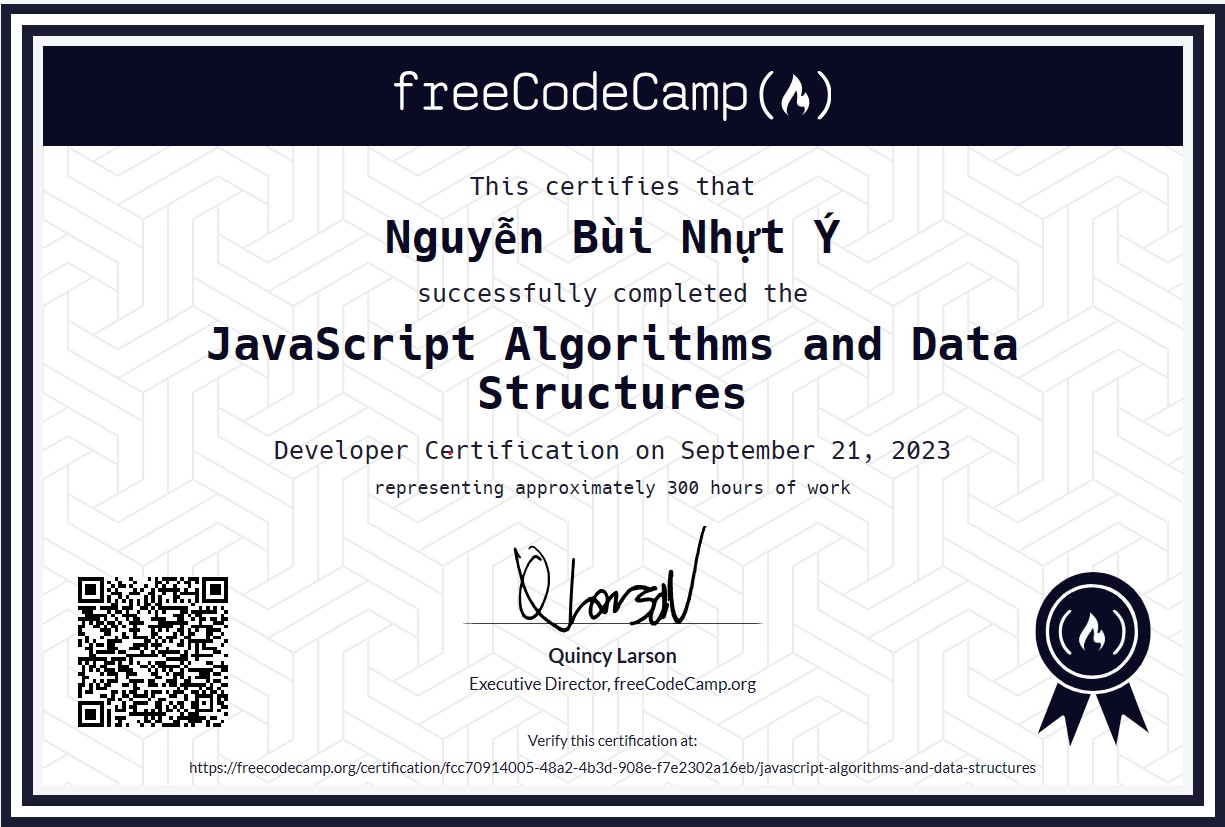 freeCodeCamp
This certifies that
Nguyễn Bùi Nhựt Ý
successfully completed the
JavaScript Algorithms and Data
Structures
Developer Certification on September 21, 2023
representing approximately 300 hours of work
Quincy Larson
Executive Director, freeCodeCamp.org
Verify this certification at:
https://freecodecamp.org/certification/fcc70914005-48a2-4b3d-908e-f7e2302a16eb/javascript-algorithms-and-data-structures